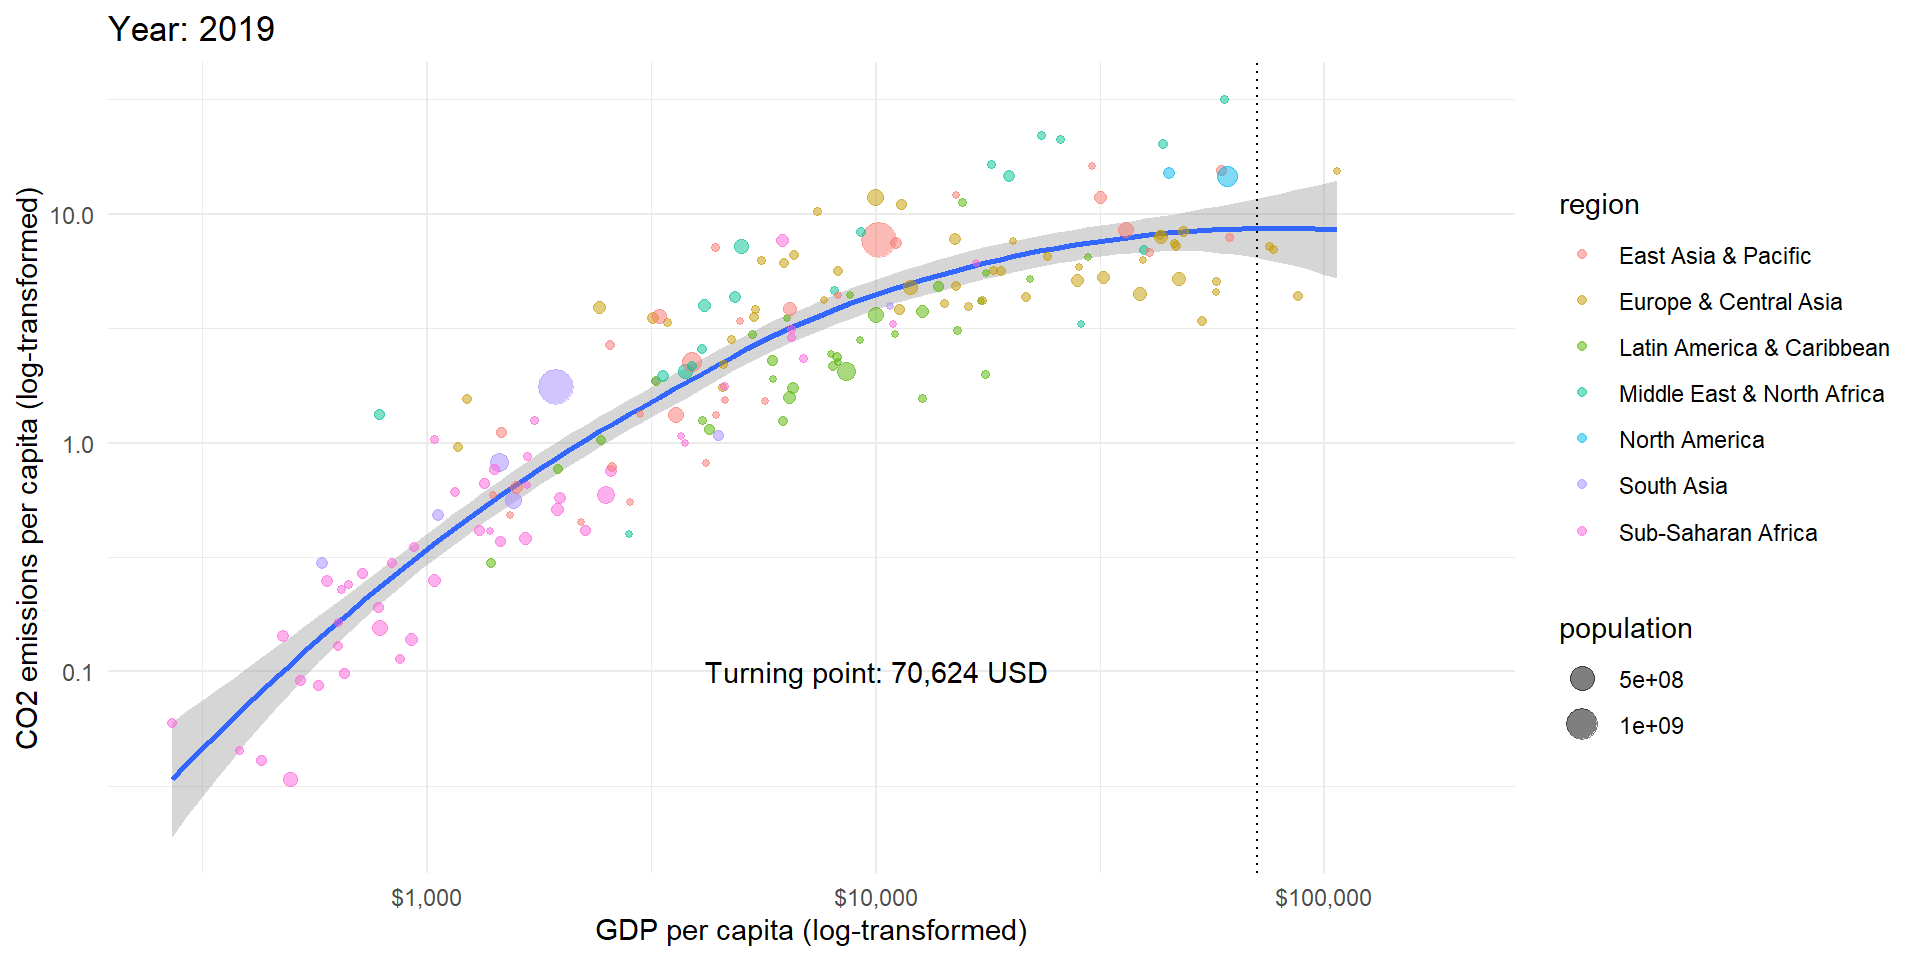 Year: 2019
CO2 emissions per capita (log-transformed)
10.0
1.0
0.1
Turning point: 70,624 USD
$1,000
$10,000
$100,000
GDP per capita (log-transformed)
region
East Asia & Pacific
Europe & Central Asia
Latin America & Caribbean
Middle East & North Africa
North America
South Asia
Sub-Saharan Africa
population
5e+08
1e+09